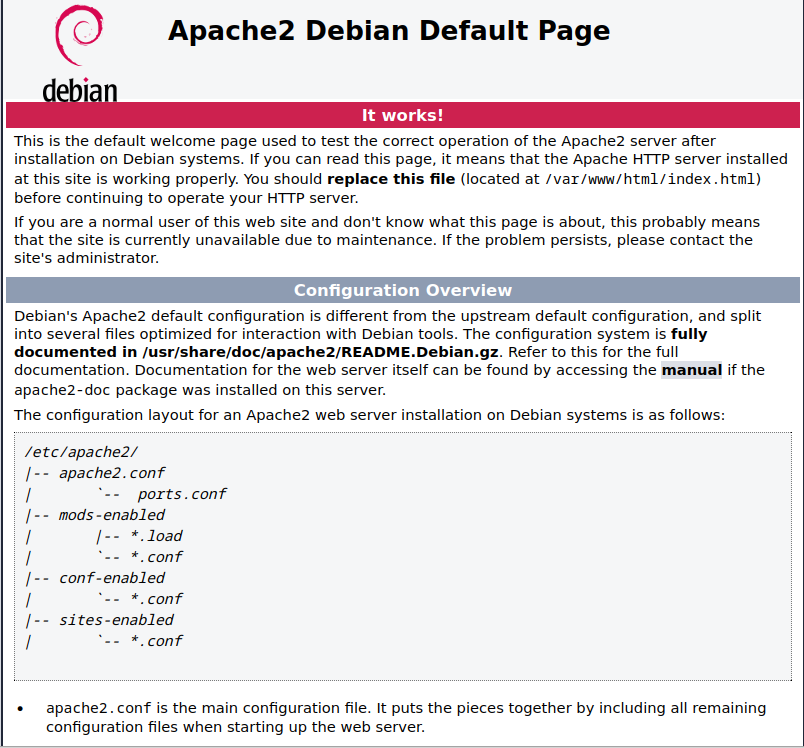 debian
Apache2 Debian Default Page
It works!
This is the default welcome page used to test the correct operation of the Apache2 server after
installation on Debian systems. If you can read this page, it means that the Apache HTTP server installed
at this site is working properly. You should replace this file (located at /var/www/html/index.html)
before continuing to operate your HTTP server.
If you are a normal user of this web site and don't know what this page is about, this probably means
that the site is currently unavailable due to maintenance. If the problem persists, please contact the
site's administrator.
Configuration Overview
Debian's Apache2 default configuration is different from the upstream default configuration, and split
into several files optimized for interaction with Debian tools. The configuration system is fully
documented in /usr/share/doc/apache2/README.Debian.gz. Refer to this for the full
documentation. Documentation for the web server itself can be found by accessing the manual if the
apache2-doc package was installed on this server.
The configuration layout for an Apache2 web server installation on Debian systems is as follows:
/etc/apache2/
|-- apache2.conf
|       `--  ports.conf
|-- mods-enabled
|       |-- *.load
|       `-- *.conf
|-- conf-enabled
|       `-- *.conf
|-- sites-enabled
|       `-- *.conf
• apache2.conf is the main configuration file. It puts the pieces together by including all remaining
configuration files when starting up the web server.